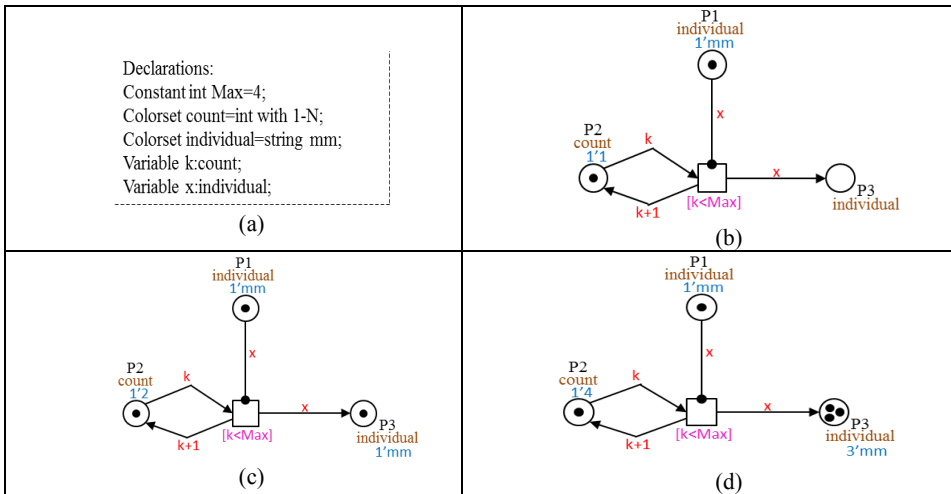 Declarations:
Constant int Max=4;
Colorset count=int with 1-N;
Colorset individual=string mm;
Variable k:count;
Variable x:individual;
(a)
P1
individual
1'mm
x
P2
count
1'1
k
k+1
[k<Max]
x
P3
individual
(b)
P1
individual
1'mm
x
P2
count
1'2
k
k+1
[k<Max]
x
P3
individual
1'mm
(c)
P1
individual
1'mm
x
P2
count
1'4
k
k+1
[k<Max]
x
P3
individual
3'mm
(d)